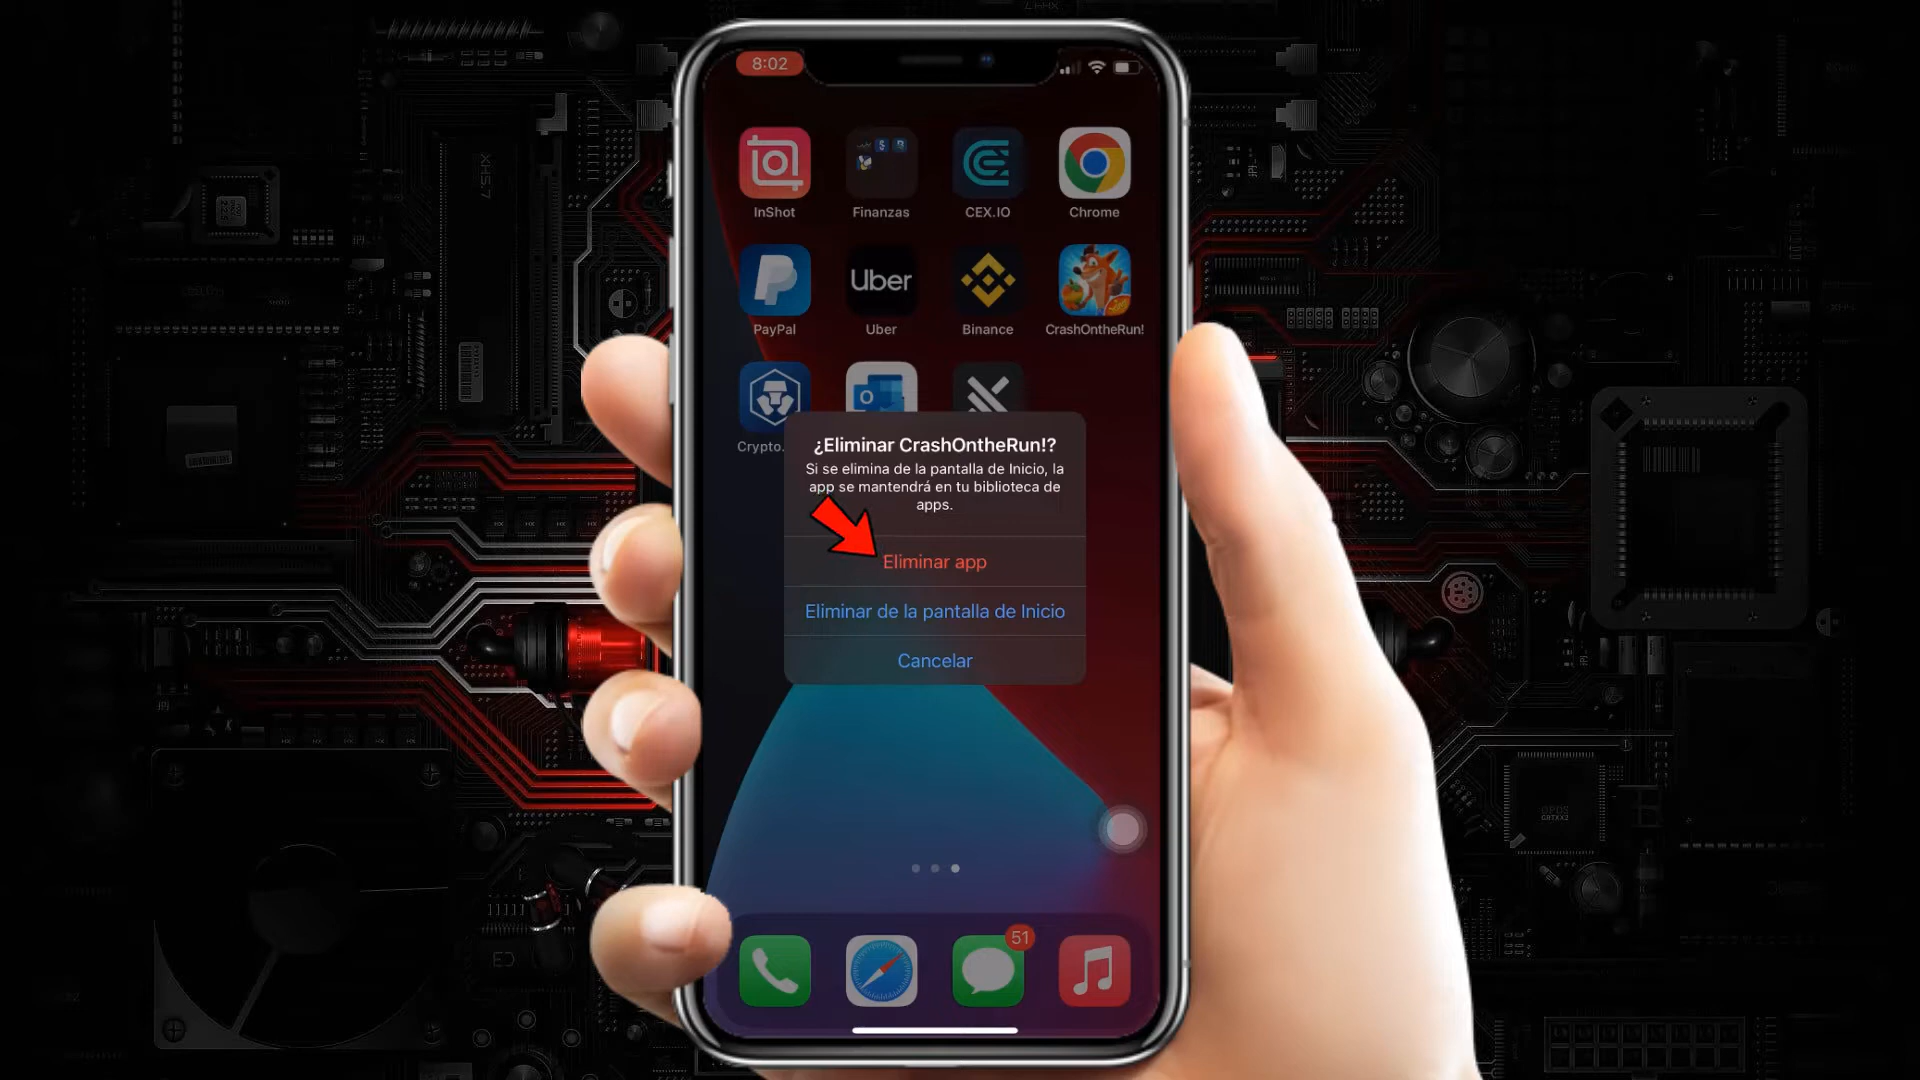 8:02
InShot
Finanzas
CEX.IO
Chrome
PayPal
Uber
Uber
Binance
CrashOntheRun!
Crypto.
¿Eliminar CrashOntheRun!?
Si se elimina de la pantalla de Inicio, la
app se mantendrá en tu biblioteca de
apps.
Eliminar app
Eliminar de la pantalla de Inicio
Cancelar
51